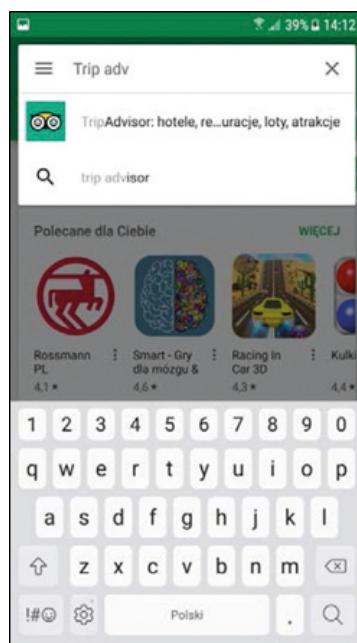 39% 14:12
Trip adv
TripAdvisor: hotele, re...uracje, loty, atrakcje
trip advisor
Polecane dla Ciebie WIĘCEJ
Rossmann PL
4,1 ★
Smart - Gry dla mózgu &
4,6 ★
Racing In Car 3D
4,3 ★
Kulki
4,4 ★
1 2 3 4 5 6 7 8 9 0
q w e r t y u i o p
a s d f g h j k l
z x c v b n m
!#☺ Polski .